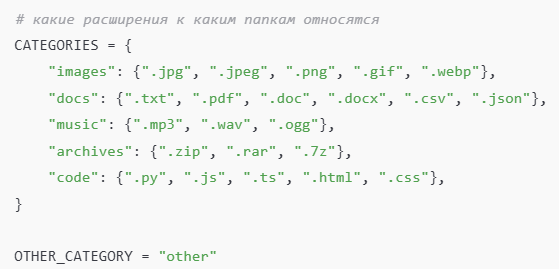 # какие расширения к каким папкам относятся
CATEGORIES = {
    "images": {".jpg", ".jpeg", ".png", ".gif", ".webp"},
    "docs": {".txt", ".pdf", ".doc", ".docx", ".csv", ".json"},
    "music": {".mp3", ".wav", ".ogg"},
    "archives": {".zip", ".rar", ".7z"},
    "code": {".py", ".js", ".ts", ".html", ".css"},
}
OTHER_CATEGORY = "other"